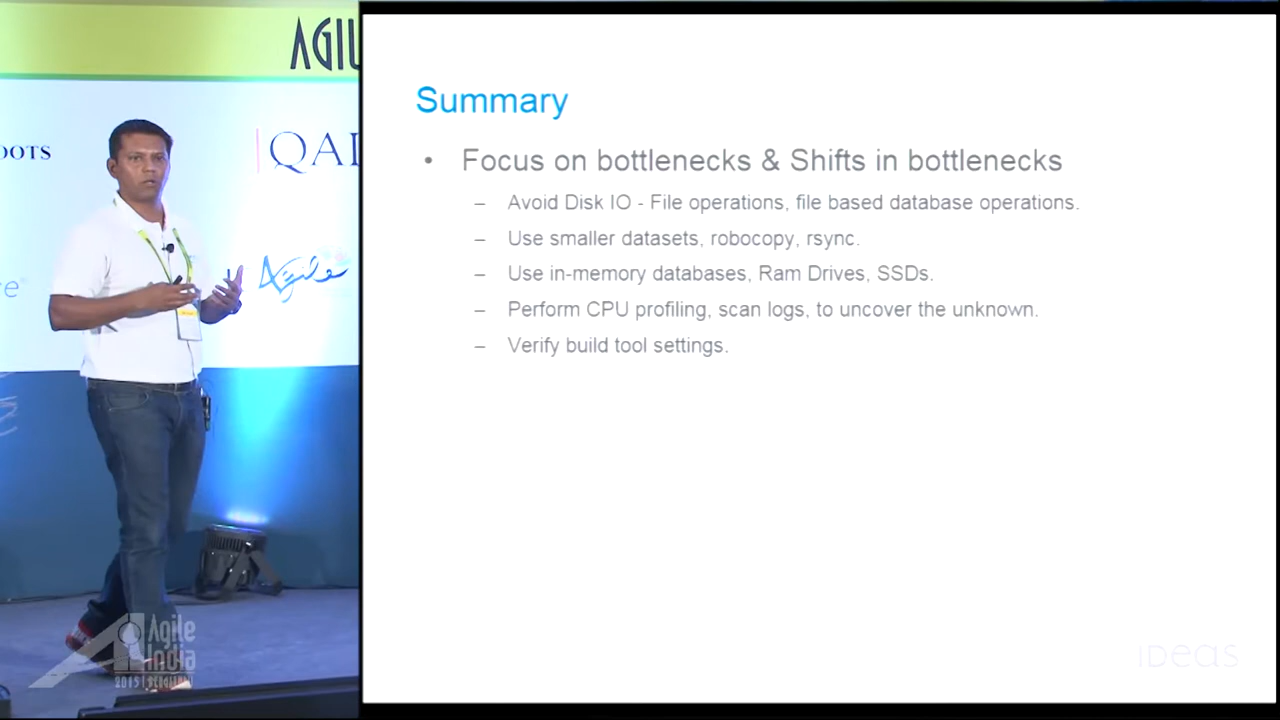 AGIL
OOTS
QAI
Agile
e
Summary
• Focus on bottlenecks & Shifts in bottlenecks
– Avoid Disk IO - File operations, file based database operations.
– Use smaller datasets, robocopy, rsync.
– Use in-memory databases, Ram Drives, SSDs.
– Perform CPU profiling, scan logs, to uncover the unknown.
– Verify build tool settings.
Agile
India
2015
ideas